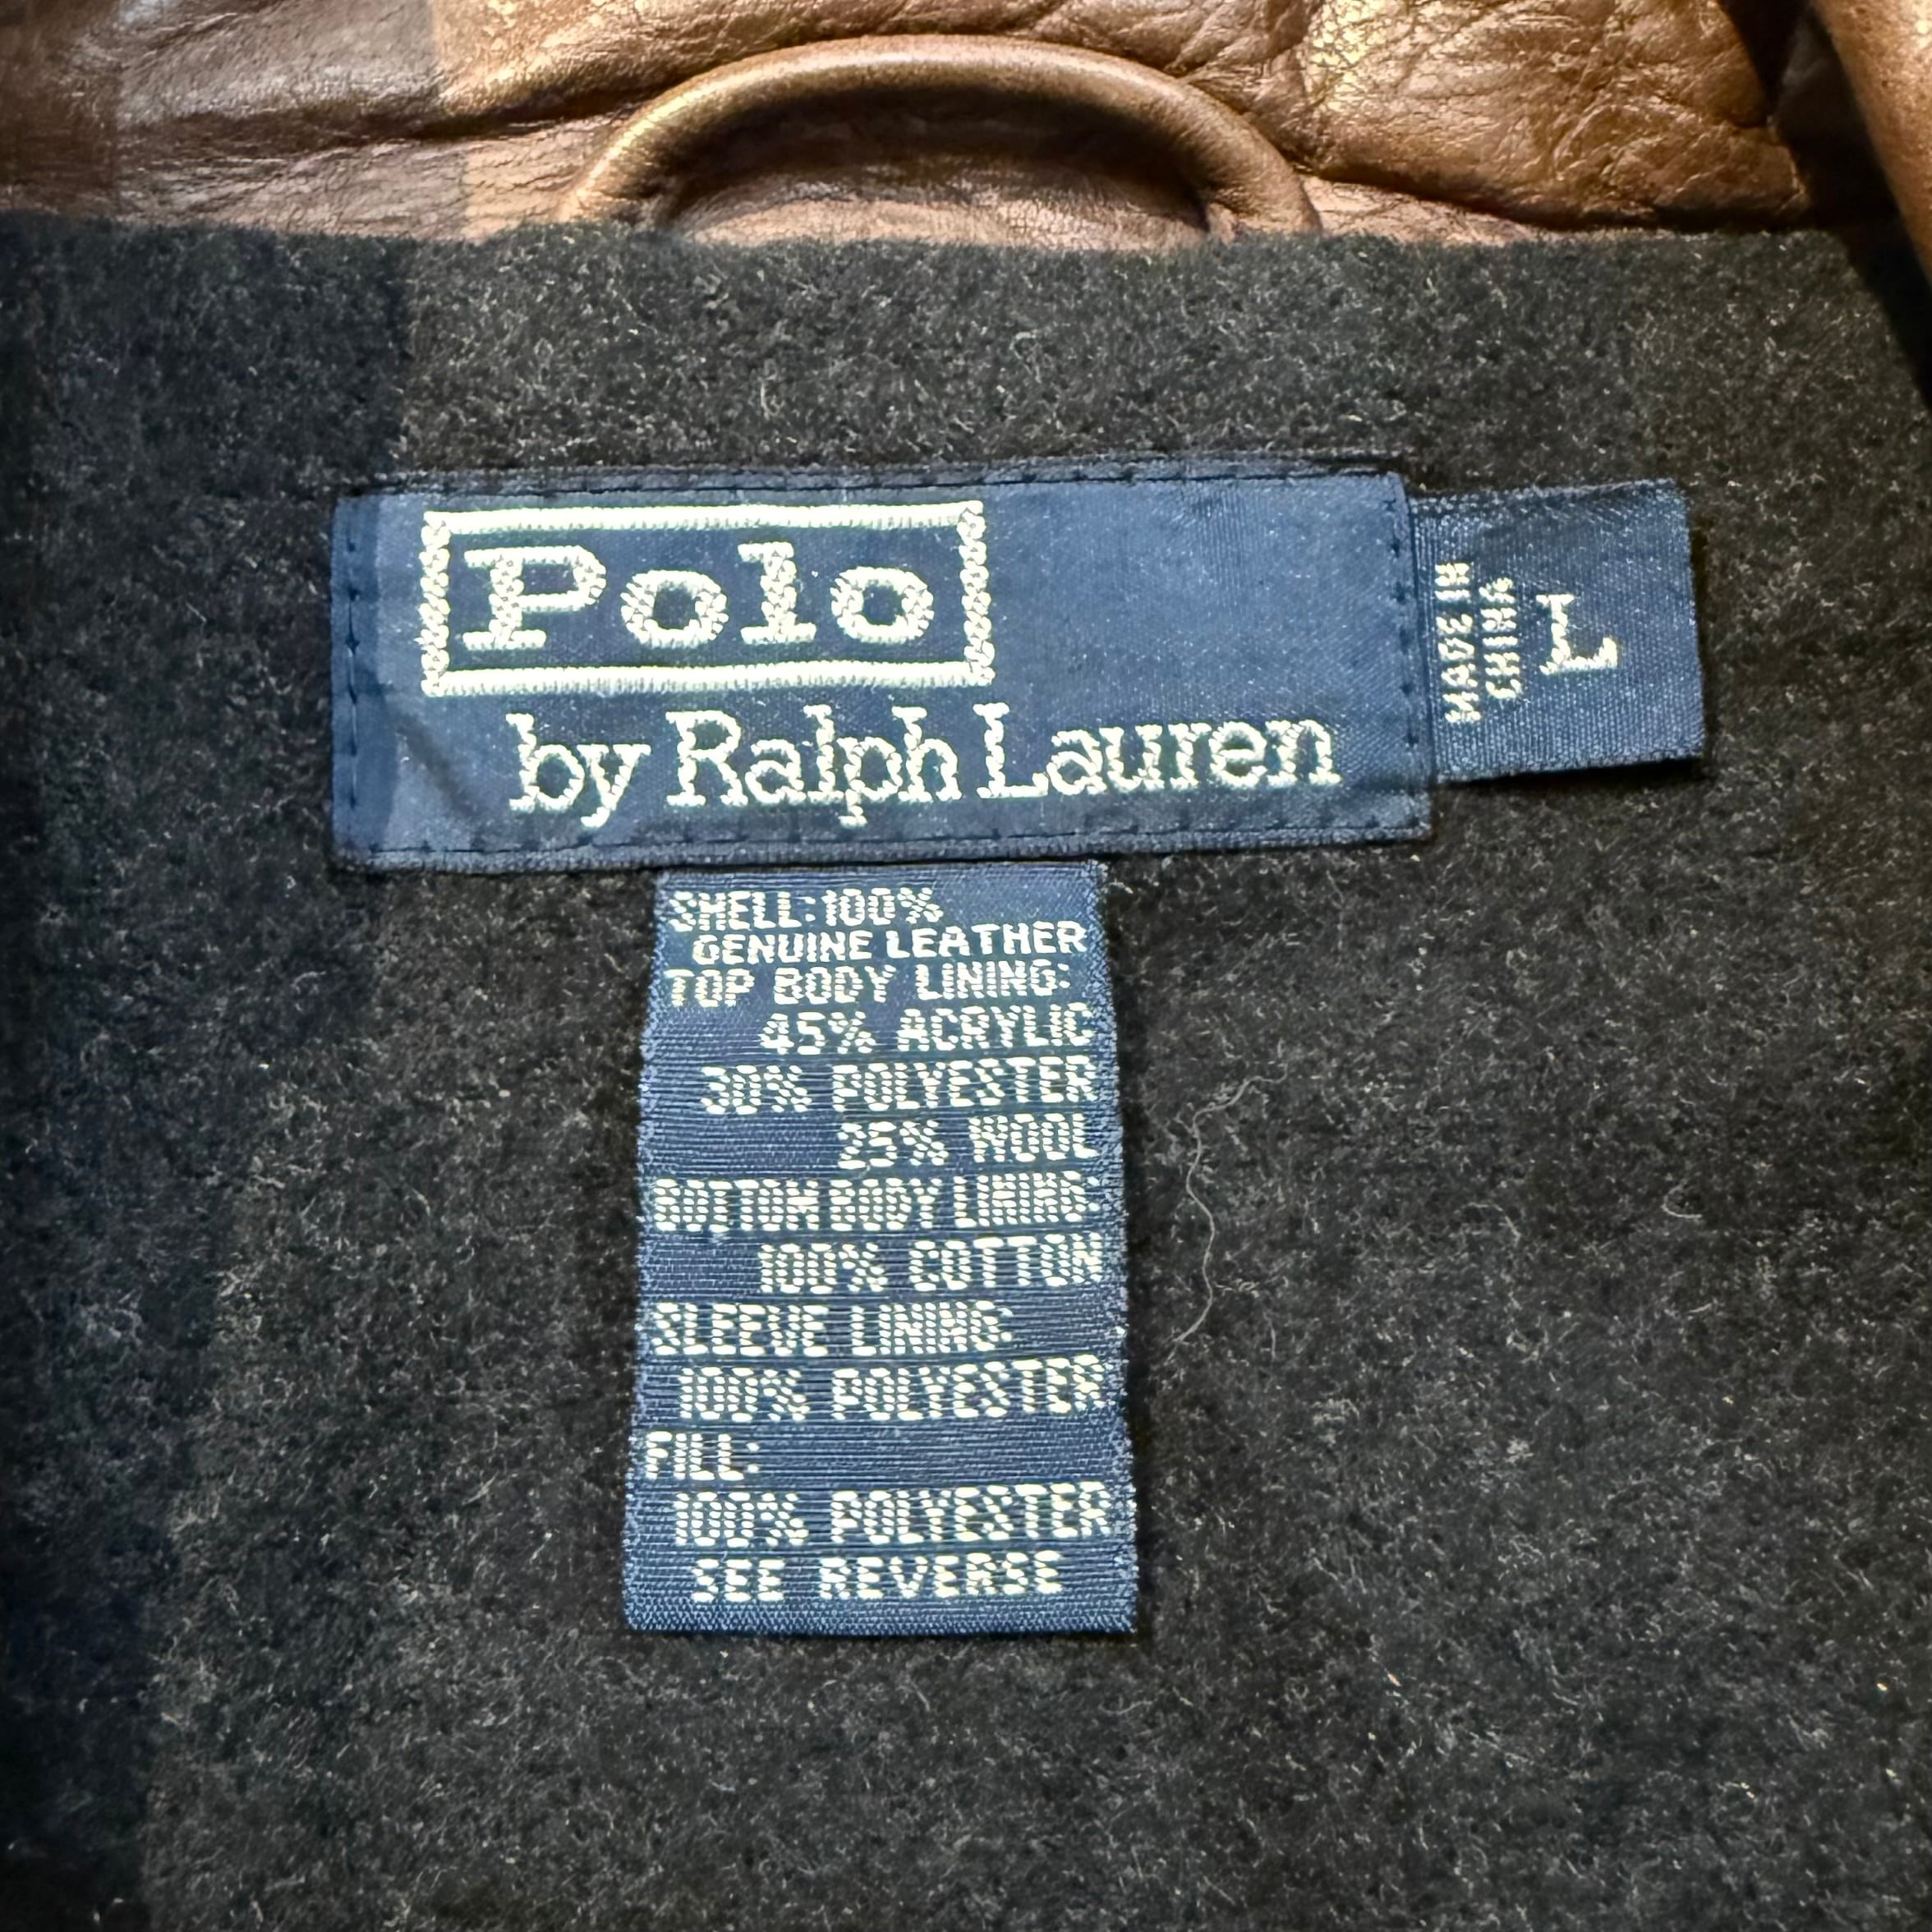 Polo
by Ralph Lauren
MADE IN
CHINA
L
SHELL: 100%
GENUINE LEATHER
TOP BODY LINING:
45% ACRYLIC
30% POLYESTER
25% WOOL
BOTTOM BODY LINING:
100% COTTON
SLEEVE LINING:
100% POLYESTER
FILL:
100% POLYESTER
SEE REVERSE